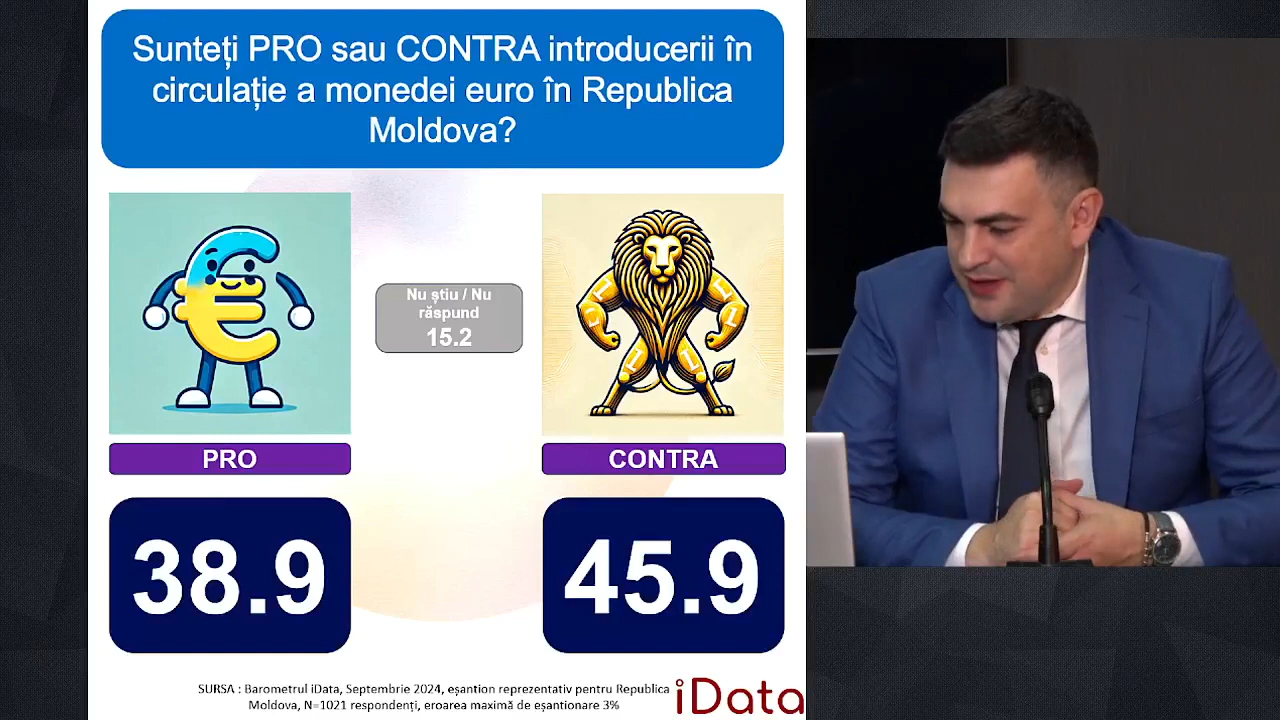 Sunteți PRO sau CONTRA introducerii în
circulație a monedei euro în Republica
Moldova?
Nu știu / Nu
răspund
15.2
PRO
CONTRA
38.9
45.9
SURSA : Barometrul iData, Septembrie 2024, eșantion reprezentativ pentru Republica
Moldova, N=1021 respondenți, eroarea maximă de eșantionare 3%
iData